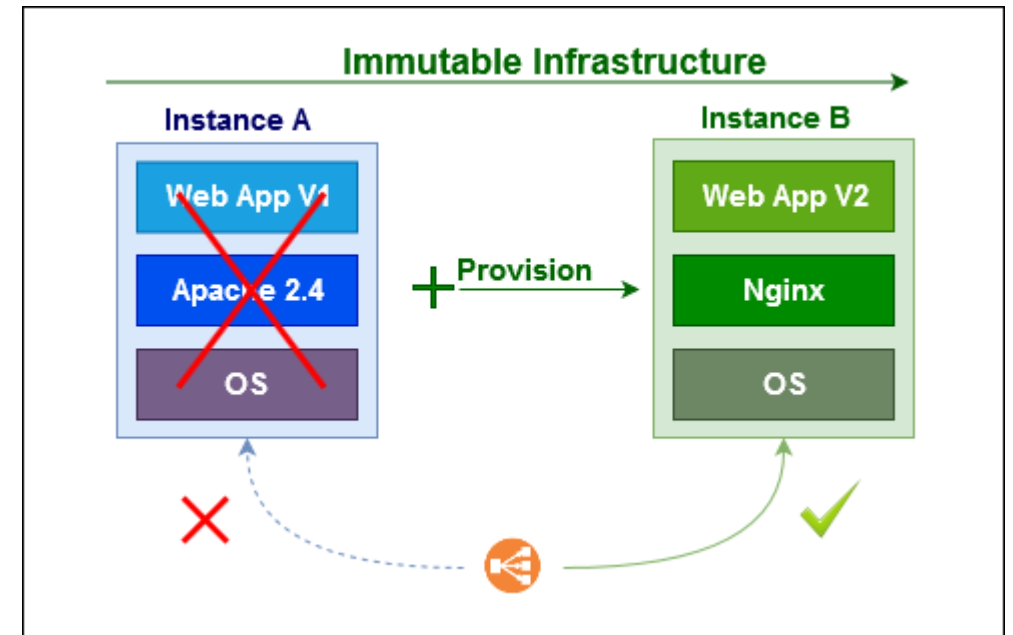 Immutable Infrastructure
Instance A
Instance B
Web App V1
Apache 2.4
OS
Provision
Web App V2
Nginx
OS